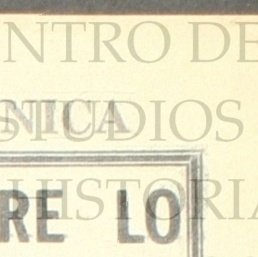 NTRO DE
NICA
STUDIOS
RE LO
HISTORIA